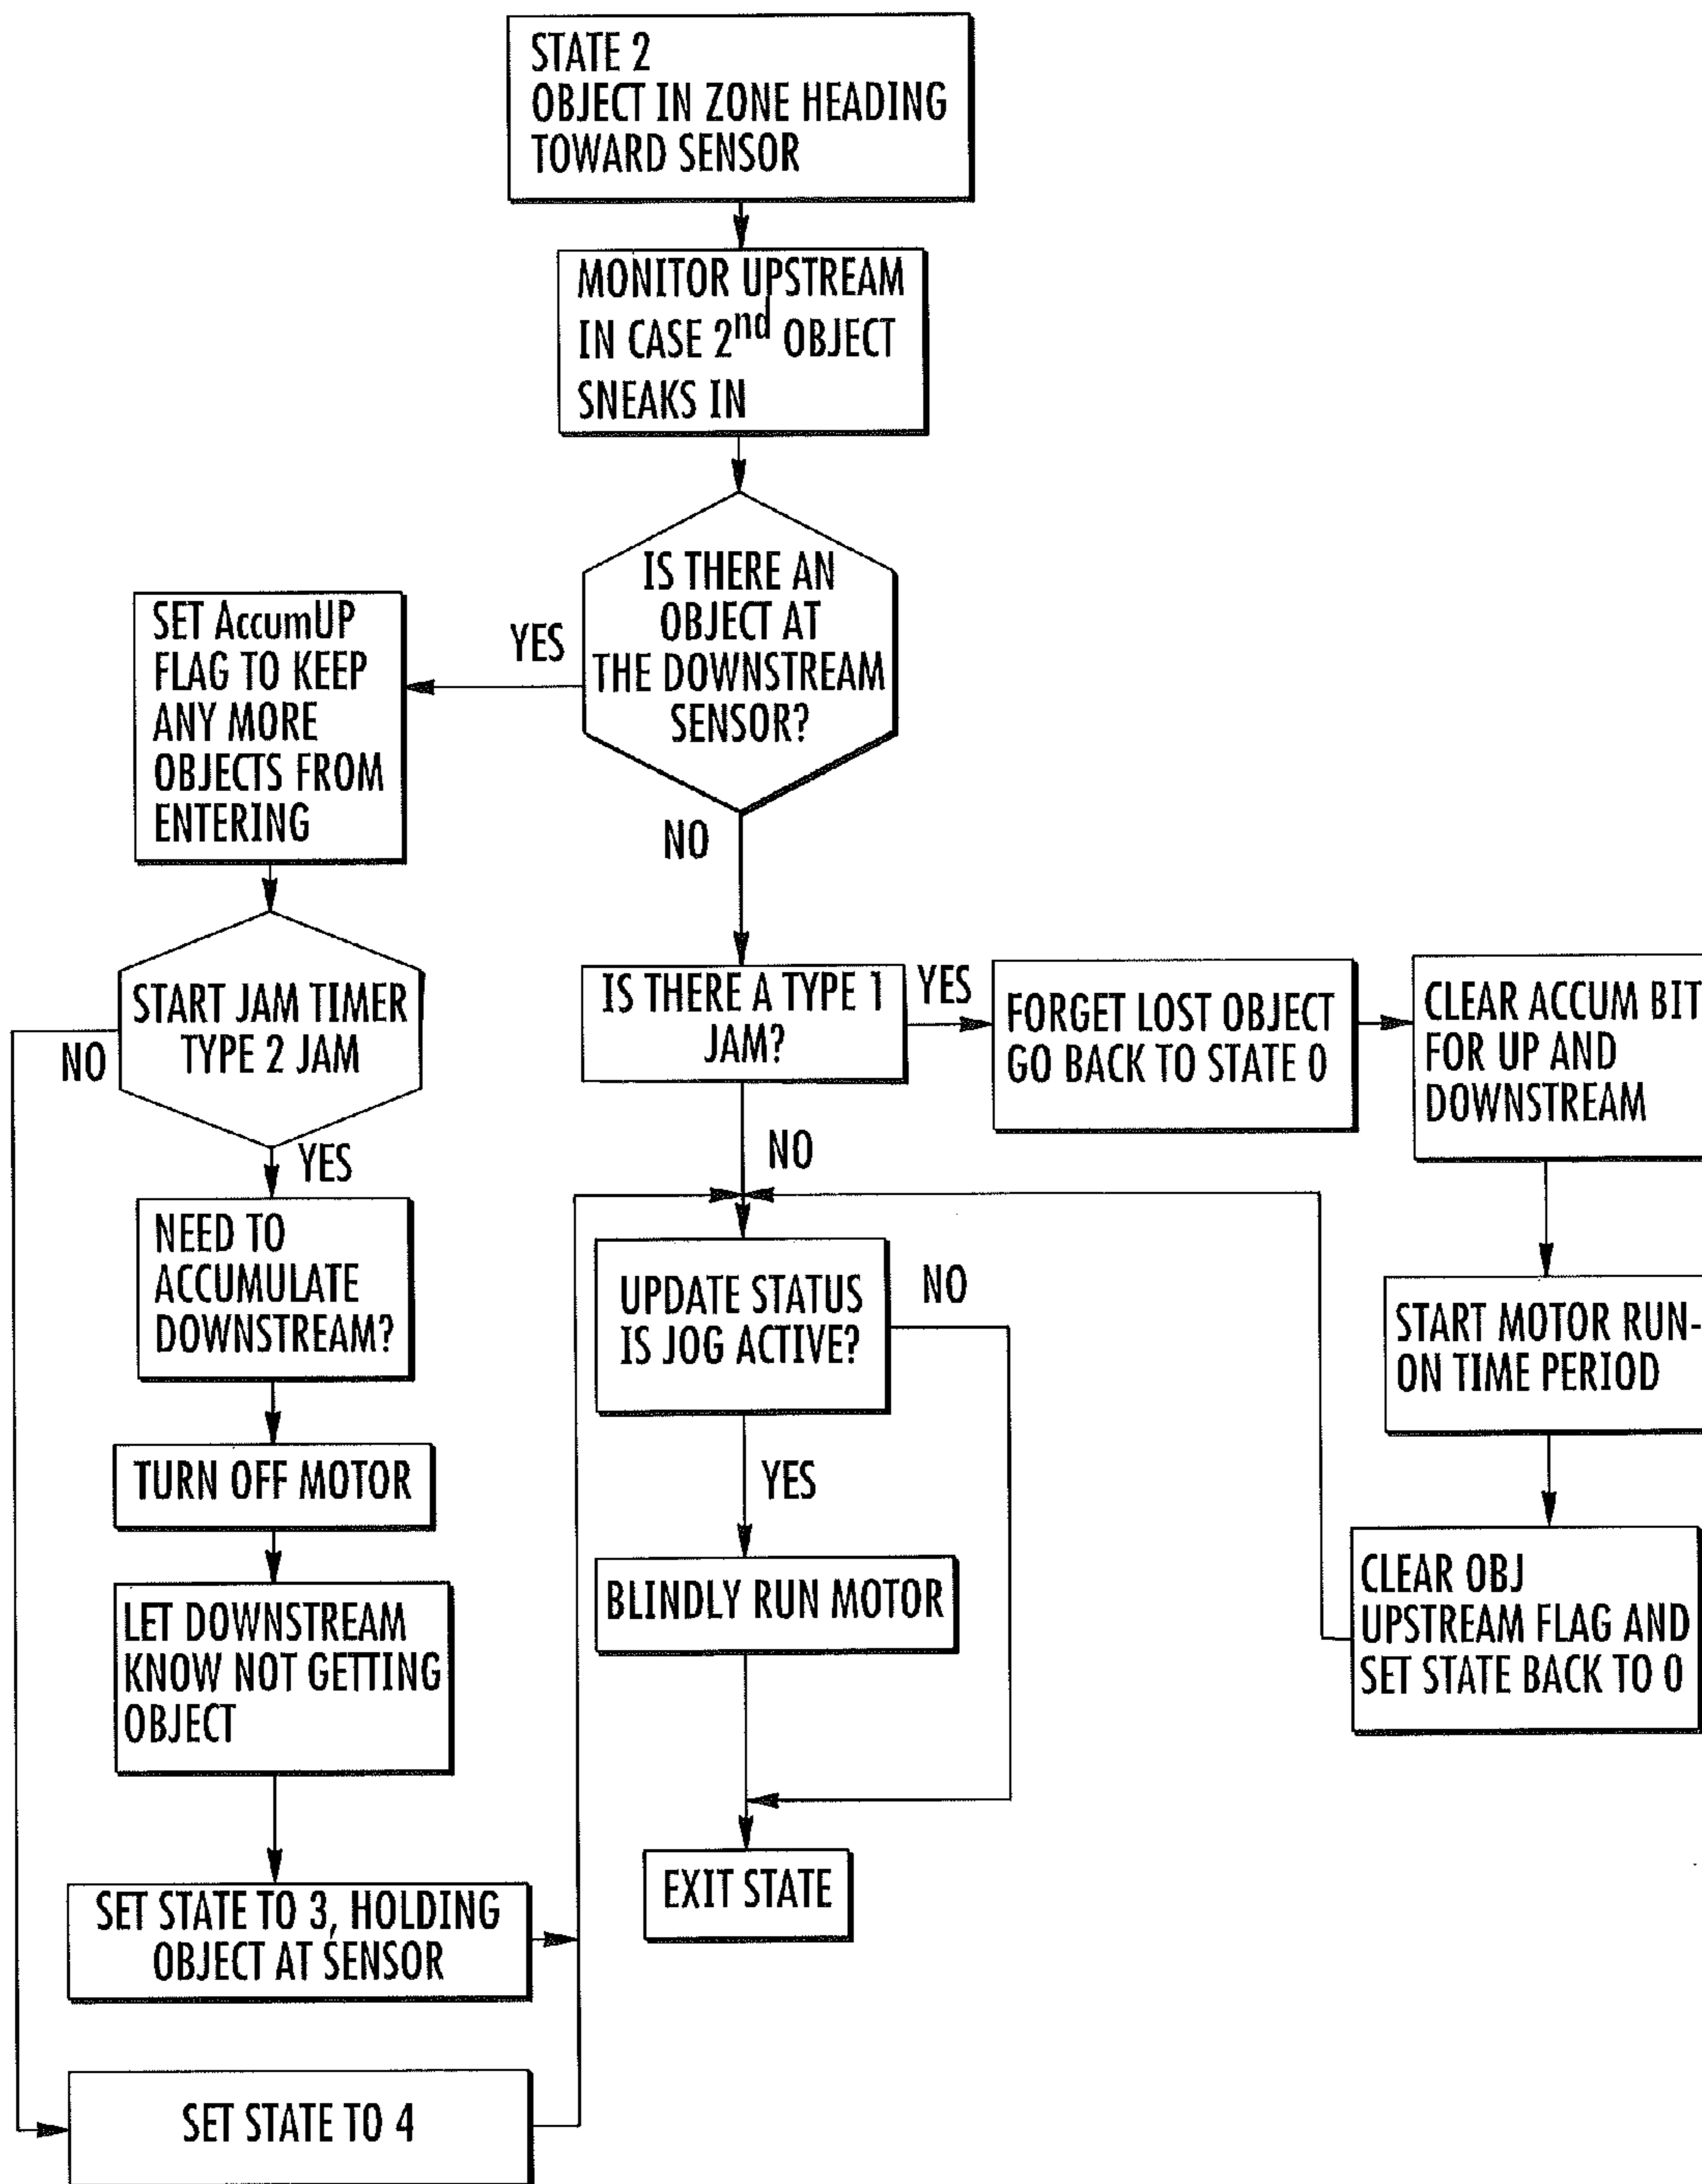 STATE 2
OBJECT IN ZONE HEADING
TOWARD SENSOR
MONITOR UPSTREAM
IN CASE 2nd OBJECT
SNEAKS IN
IS THERE AN
OBJECT AT
THE DOWNSTREAM
SENSOR?
YES
NO
SET AccumUP
FLAG TO KEEP
ANY MORE
OBJECTS FROM
ENTERING
START JAM TIMER
TYPE 2 JAM
NO
YES
NEED TO
ACCUMULATE
DOWNSTREAM?
TURN OFF MOTOR
LET DOWNSTREAM
KNOW NOT GETTING
OBJECT
SET STATE TO 3, HOLDING
OBJECT AT SENSOR
SET STATE TO 4
IS THERE A TYPE 1
JAM?
YES
NO
FORGET LOST OBJECT
GO BACK TO STATE 0
CLEAR ACCUM BIT
FOR UP AND
DOWNSTREAM
START MOTOR RUN-
ON TIME PERIOD
CLEAR OBJ
UPSTREAM FLAG AND
SET STATE BACK TO 0
UPDATE STATUS
IS JOG ACTIVE?
NO
YES
BLINDLY RUN MOTOR
EXIT STATE